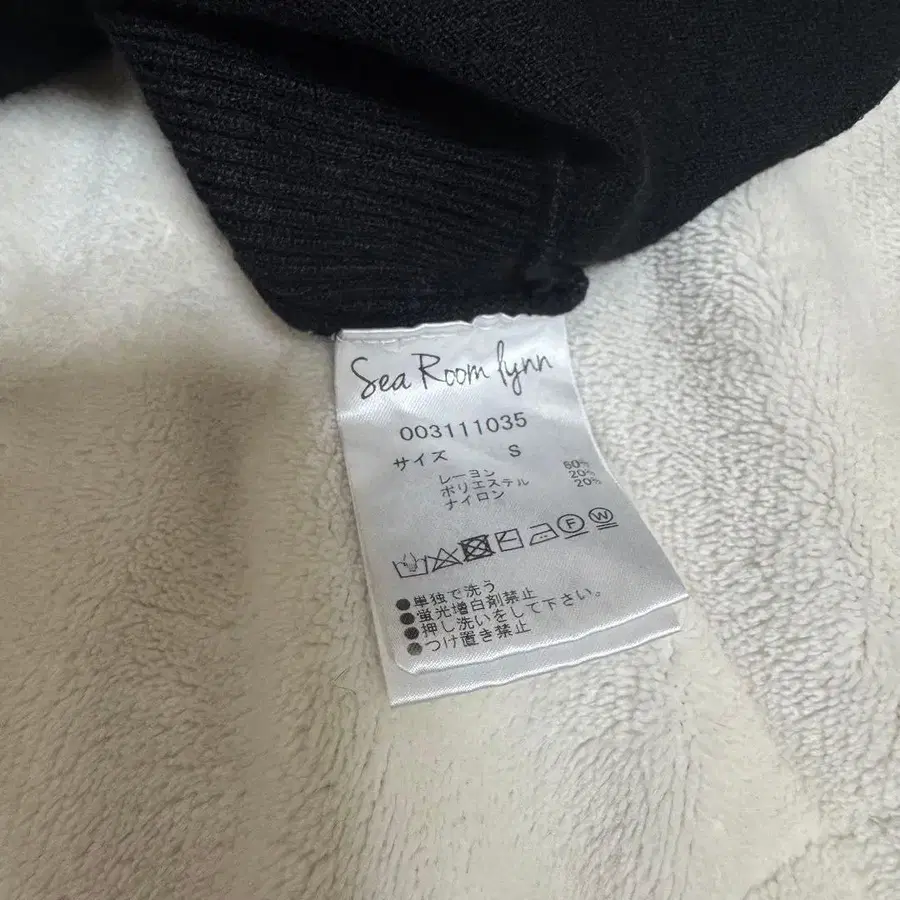 Sea Room lynn
003111035
サイズ S
レーヨン 60%
ポリエステル 20%
ナイロン 20%
F W
●単独で洗う
●蛍光増白剤禁止
●押し洗いをして下さい。
●つけ置き禁止